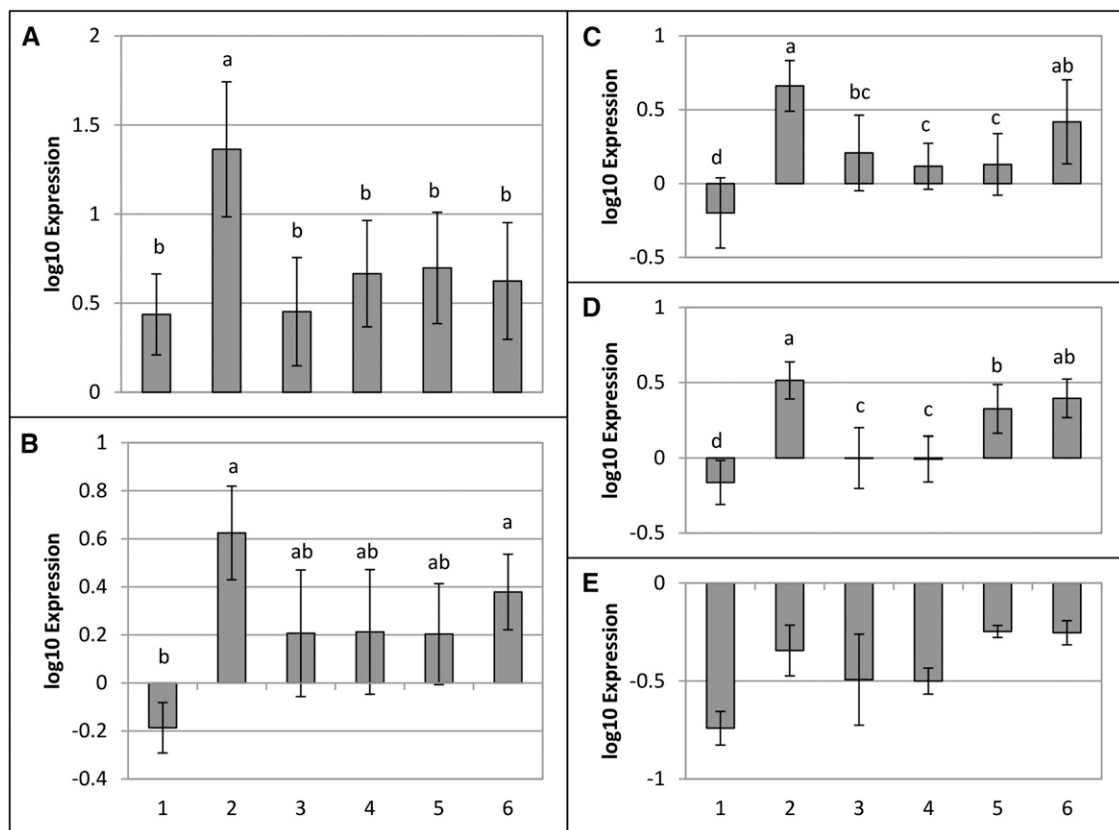 A
log10 Expression
2
1.5
1
0.5
0
b
a
b
b
b
b
B
log10 Expression
1
0.8
0.6
0.4
0.2
0
-0.2
-0.4
b
a
ab
ab
ab
a
1 2 3 4 5 6
C
log10 Expression
1
0.5
0
-0.5
d
a
bc
c
c
ab
D
log10 Expression
1
0.5
0
-0.5
d
a
c
c
b
ab
E
log10 Expression
0
-0.5
-1
1 2 3 4 5 6